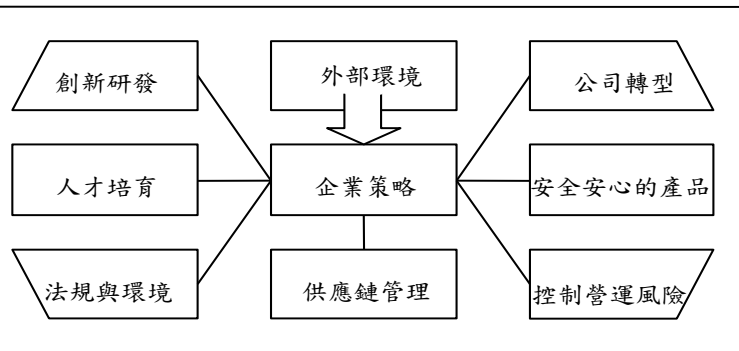 創新研發
外部環境
公司轉型
人才培育
企業策略
安全安心的產品
法規與環境
供應鏈管理
控制營運風險